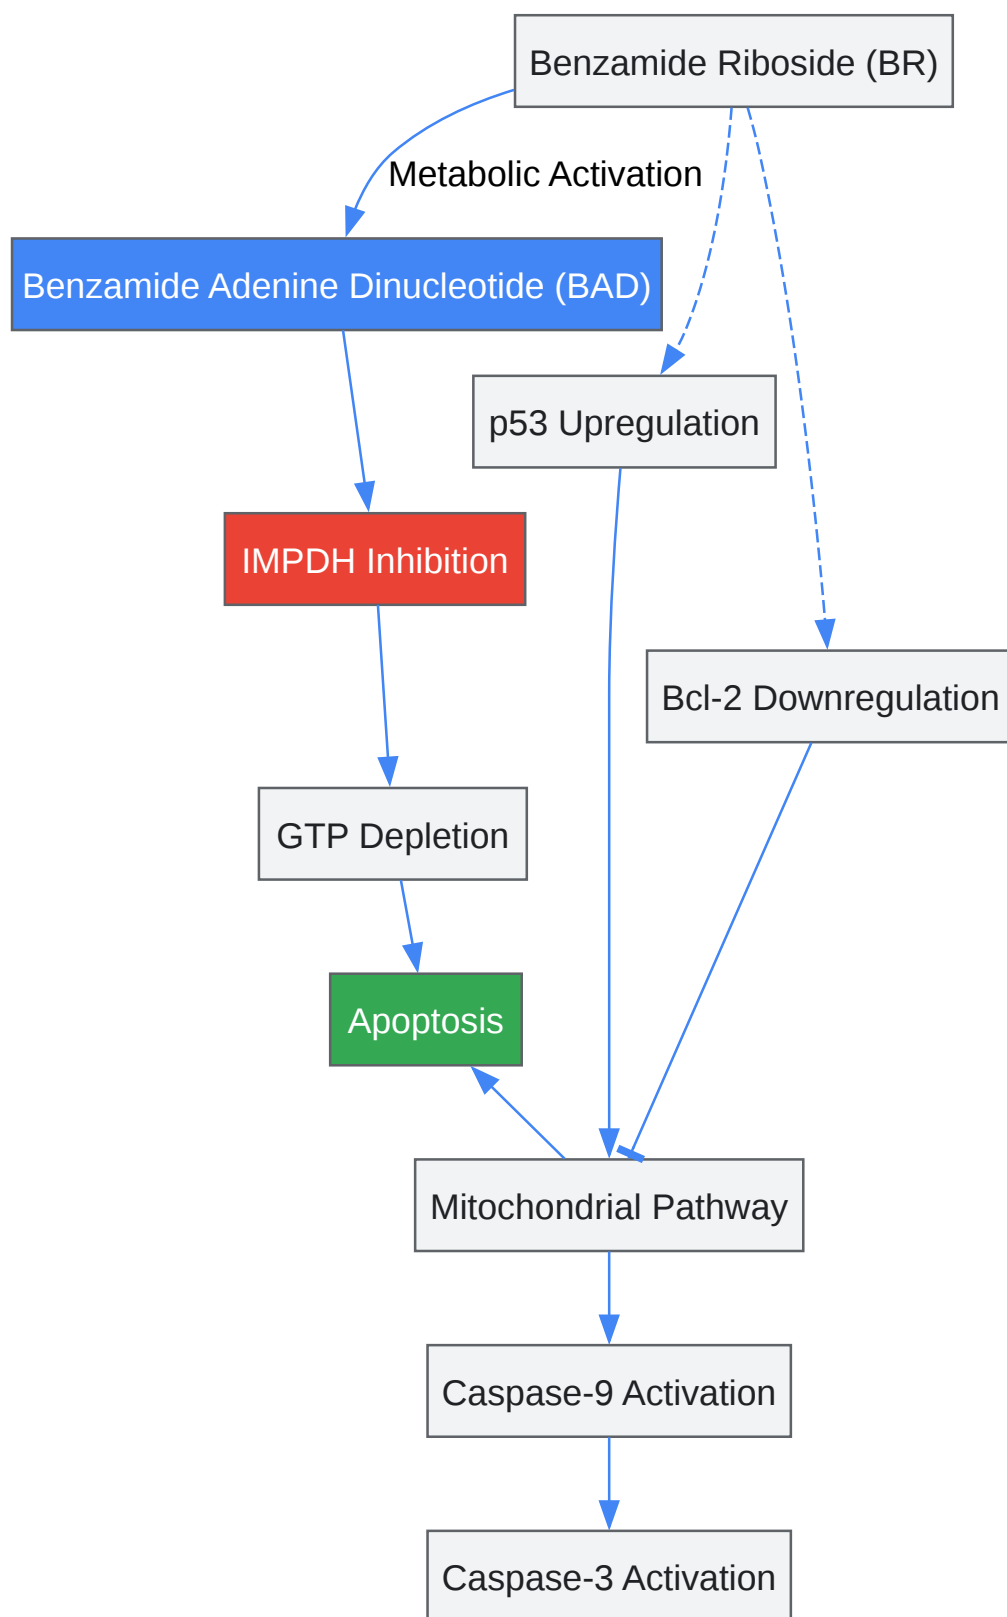 Benzamide Riboside (BR)
Metabolic Activation
Benzamide Adenine Dinucleotide (BAD)
p53 Upregulation
IMPDH Inhibition
Bcl-2 Downregulation
GTP Depletion
Apoptosis
Mitochondrial Pathway
Caspase-9 Activation
Caspase-3 Activation